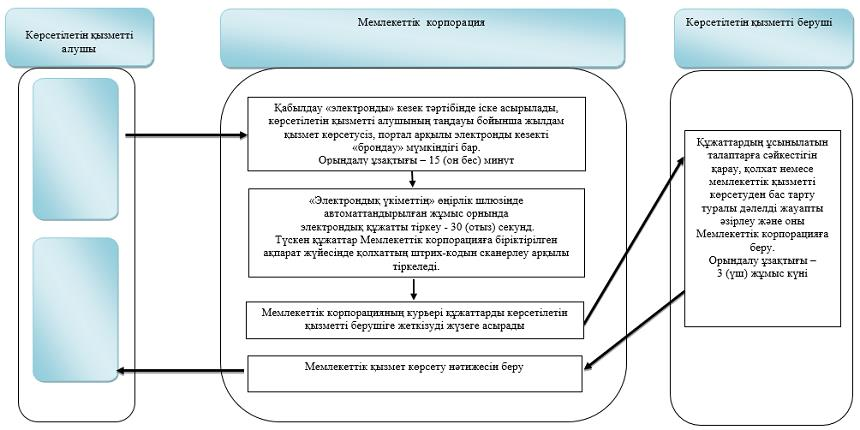 Көрсетілетін қызметті
алушы
Мемлекеттік корпорация
Көрсетілетін қызметті беруші
Қабылдау «электронды» кезек тәртібінде іске асырылады,
көрсетілетін қызметті алушының таңдауы бойынша жылдам
қызмет көрсетусіз, портал арқылы электронды кезекті
«брондау» мүмкіндігі бар.
Орындалу ұзақтығы – 15 (он бес) минут
«Электрондық үкіметтің» өңірлік шлюзінде
автоматтандырылған жұмыс орнында
электрондық құжатты тіркеу - 30 (отыз) секунд.
Түскен құжаттар Мемлекеттік корпорацияға біріктірілген
ақпарат жүйесінде қолхаттың штрих-кодын сканерлеу арқылы
тіркеледі.
Мемлекеттік корпорацияның курьері құжаттарды көрсетілетін
қызметті берушіге жеткізуді жүзеге асырады
Мемлекеттік қызмет көрсету нәтижесін беру
Құжаттардың ұсынылатын
талаптарға сәйкестігін
қарау, қолхат немесе
мемлекеттік қызметті
көрсетуден бас тарту
туралы дәлелді жауапты
әзірлеу және оны
Мемлекеттік корпорацияға
беру.
Орындалу ұзақтығы –
3 (үш) жұмыс күні